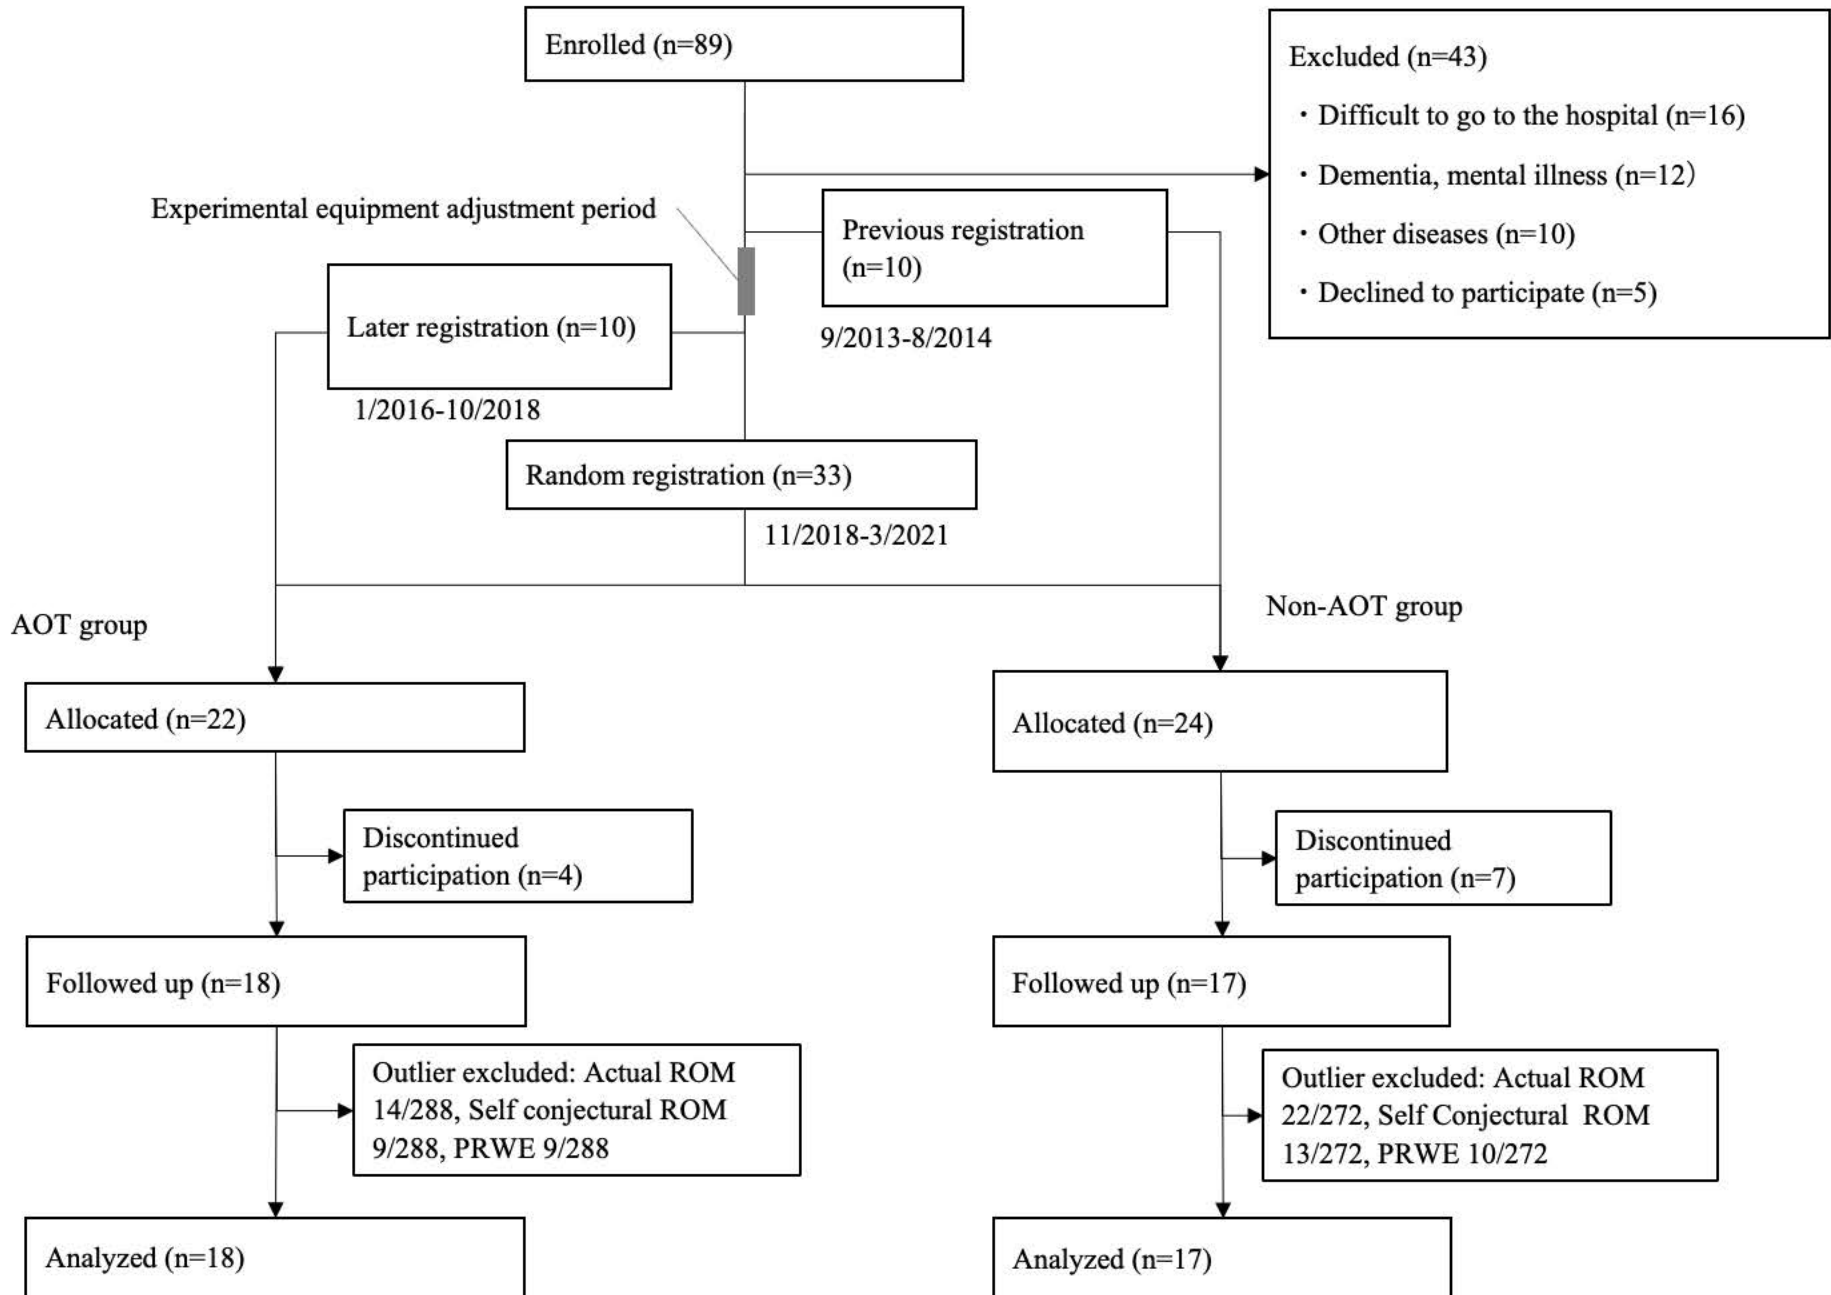 Enrolled (n=89)
Excluded (n=43)
・Difficult to go to the hospital (n=16)
・Dementia, mental illness (n=12）
・Other diseases (n=10)
・Declined to participate (n=5)
Experimental equipment adjustment period
Previous registration
(n=10)
9/2013-8/2014
Later registration (n=10)
1/2016-10/2018
Random registration (n=33)
11/2018-3/2021
AOT group
Non-AOT group
Allocated (n=22)
Allocated (n=24)
Discontinued
participation (n=4)
Discontinued
participation (n=7)
Followed up (n=18)
Followed up (n=17)
Outlier excluded: Actual ROM
14/288, Self conjectural ROM
9/288, PRWE 9/288
Outlier excluded: Actual ROM
22/272, Self Conjectural ROM
13/272, PRWE 10/272
Analyzed (n=18)
Analyzed (n=17)